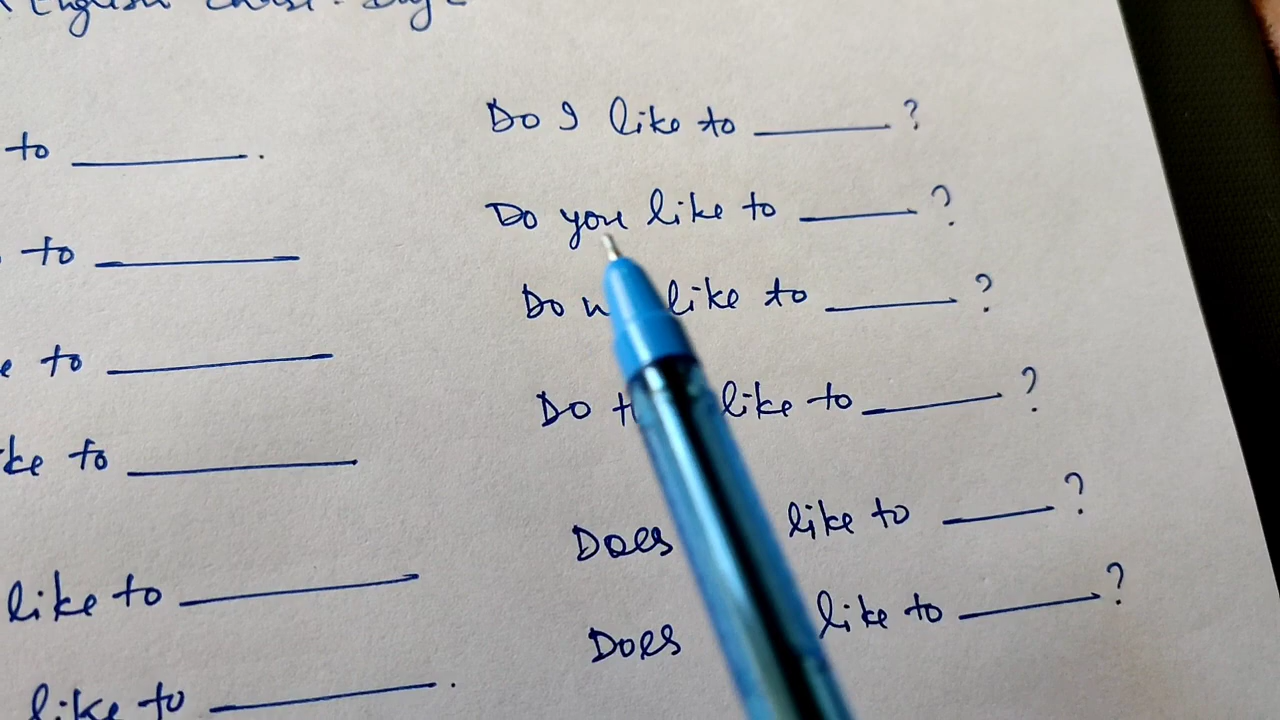 English Day
to ______.
Do I like to ______?
to ______
Do you like to ______?
to ______
Do like to ______?
to ______
Do like to ______?
like to ______
Does like to ______?
like to ______.
Does like to ______?